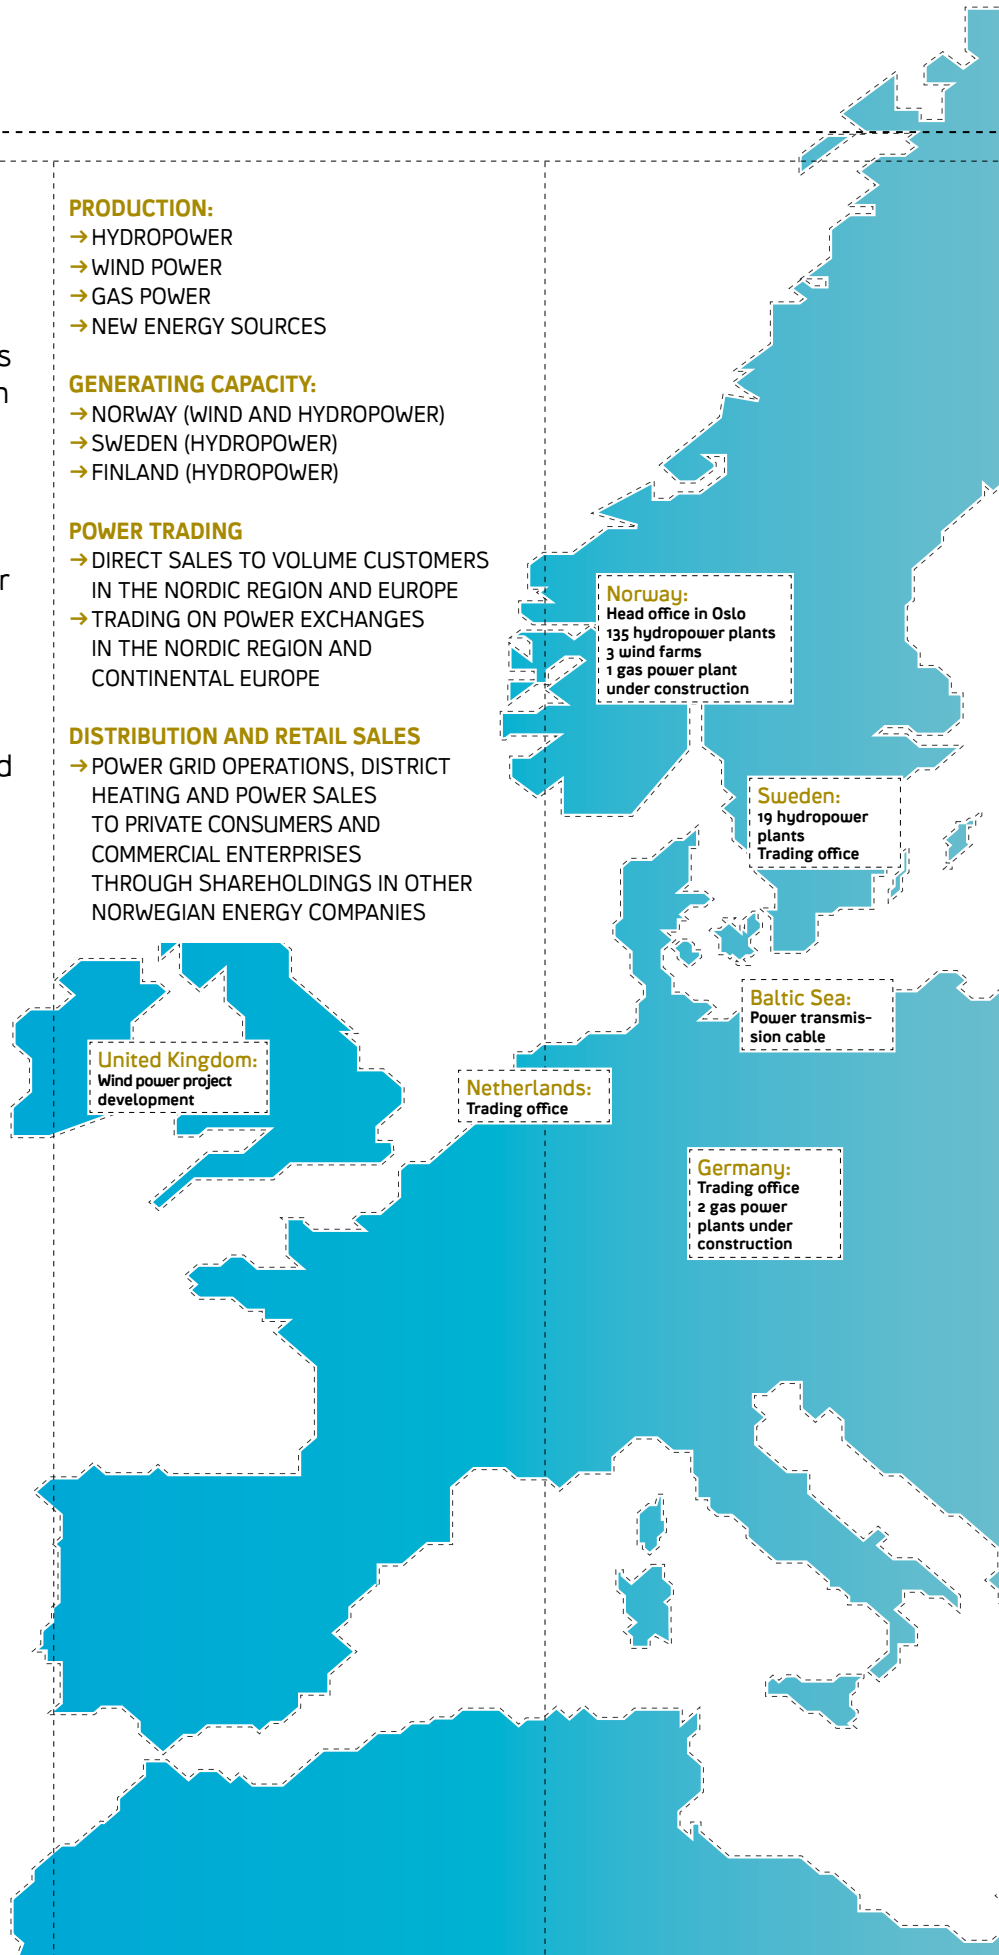 PRODUCTION:
→ HYDROPOWER
→ WIND POWER
→ GAS POWER
→ NEW ENERGY SOURCES
GENERATING CAPACITY:
→ NORWAY (WIND AND HYDROPOWER)
→ SWEDEN (HYDROPOWER)
→ FINLAND (HYDROPOWER)
POWER TRADING
→ DIRECT SALES TO VOLUME CUSTOMERS
IN THE NORDIC REGION AND EUROPE
→ TRADING ON POWER EXCHANGES
IN THE NORDIC REGION AND
CONTINENTAL EUROPE
DISTRIBUTION AND RETAIL SALES
→ POWER GRID OPERATIONS, DISTRICT
HEATING AND POWER SALES
TO PRIVATE CONSUMERS AND
COMMERCIAL ENTERPRISES
THROUGH SHAREHOLDINGS IN OTHER
NORWEGIAN ENERGY COMPANIES
Norway:
Head office in Oslo
135 hydropower plants
3 wind farms
1 gas power plant
under construction
Sweden:
19 hydropower
plants
Trading office
Baltic Sea:
Power transmis-
sion cable
United Kingdom:
Wind power project
development
Netherlands:
Trading office
Germany:
Trading office
2 gas power
plants under
construction